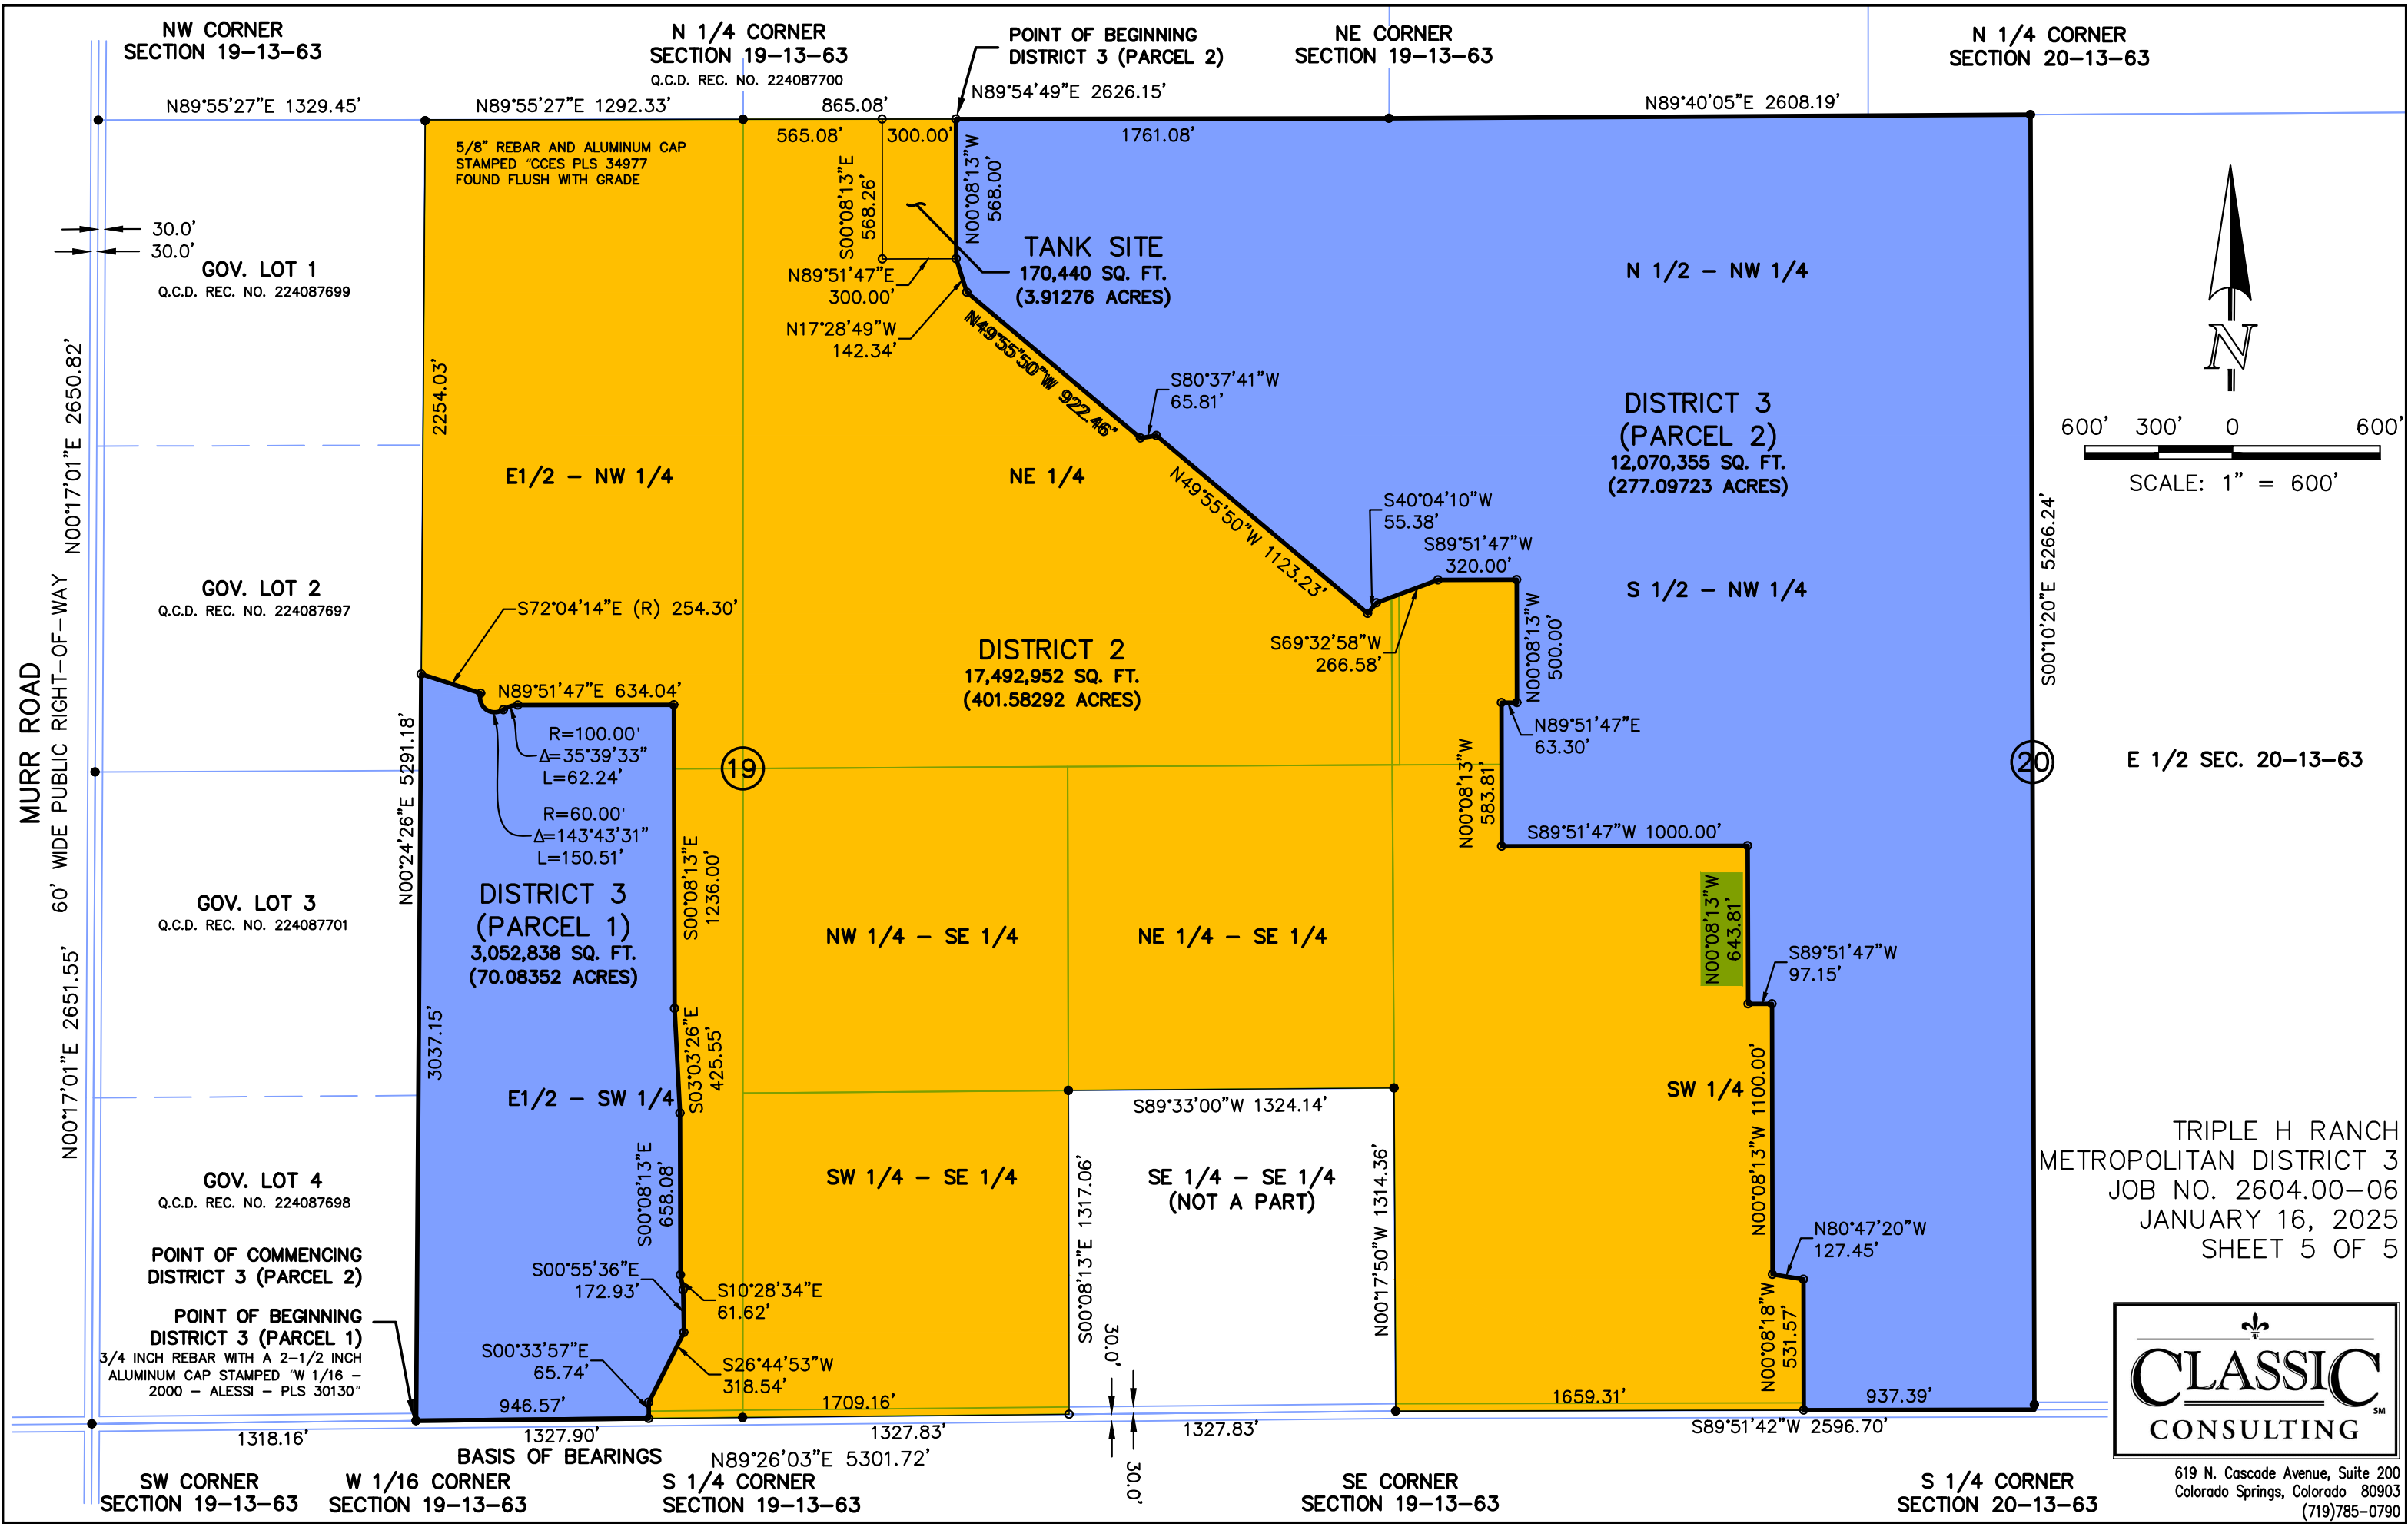 NW CORNER
SECTION 19-13-63
N 1/4 CORNER
SECTION 19-13-63
Q.C.D. REC. NO. 224087700
POINT OF BEGINNING
DISTRICT 3 (PARCEL 2)
NE CORNER
SECTION 19-13-63
N 1/4 CORNER
SECTION 20-13-63
N89°55'27"E 1329.45'
N89°55'27"E 1292.33'
865.08'
N89°54'49"E 2626.15'
N89°40'05"E 2608.19'
565.08'
300.00'
1761.08'
5/8" REBAR AND ALUMINUM CAP
STAMPED "CCES PLS 34977
FOUND FLUSH WITH GRADE
S00°08'13"E
568.26'
N00°08'13"W
568.00'
30.0'
30.0'
GOV. LOT 1
Q.C.D. REC. NO. 224087699
TANK SITE
170,440 SQ. FT.
(3.91276 ACRES)
N89°51'47"E
300.00'
N17°28'49"W
142.34'
N 1/2 - NW 1/4
N
600' 300' 0 600'
SCALE: 1" = 600'
N00°17'01"E 2650.82'
2254.03'
N49°55'50"W 922.46"
S80°37'41"W
65.81'
DISTRICT 3
(PARCEL 2)
12,070,355 SQ. FT.
(277.09723 ACRES)
E1/2 - NW 1/4
NE 1/4
N49°55'50"W 1123.23'
S40°04'10"W
55.38'
S89°51'47"W
320.00'
S00°10'20"E 5266.24'
GOV. LOT 2
Q.C.D. REC. NO. 224087697
S72°04'14"E (R) 254.30'
S 1/2 - NW 1/4
MURR ROAD
60' WIDE PUBLIC RIGHT-OF-WAY
DISTRICT 2
17,492,952 SQ. FT.
(401.58292 ACRES)
S69°32'58"W
266.58'
N00°08'13"W
500.00'
N89°51'47"E 634.04'
R=100.00'
Δ=35°39'33"
L=62.24'
N89°51'47"E
63.30'
19
20
E 1/2 SEC. 20-13-63
N00°24'26"E 5291.18'
R=60.00'
Δ=143°43'31"
L=150.51'
N00°08'13"W
583.81'
S89°51'47"W 1000.00'
GOV. LOT 3
Q.C.D. REC. NO. 224087701
DISTRICT 3
(PARCEL 1)
3,052,838 SQ. FT.
(70.08352 ACRES)
S00°08'13"E
1236.00'
NW 1/4 - SE 1/4
NE 1/4 - SE 1/4
N00°08'13"W
643.81'
S89°51'47"W
97.15'
N00°17'01"E 2651.55'
3037.15'
S03°03'26"E
425.55'
E1/2 - SW 1/4
S89°33'00"W 1324.14'
SW 1/4
N00°08'13"W 1100.00'
GOV. LOT 4
Q.C.D. REC. NO. 224087698
S00°08'13"E
658.08'
SW 1/4 - SE 1/4
SE 1/4 - SE 1/4
(NOT A PART)
S00°08'13"E 1317.06'
N00°17'50"W 1314.36'
TRIPLE H RANCH
METROPOLITAN DISTRICT 3
JOB NO. 2604.00-06
JANUARY 16, 2025
SHEET 5 OF 5
POINT OF COMMENCING
DISTRICT 3 (PARCEL 2)
S00°55'36"E
172.93'
S10°28'34"E
61.62'
N80°47'20"W
127.45'
POINT OF BEGINNING
DISTRICT 3 (PARCEL 1)
3/4 INCH REBAR WITH A 2-1/2 INCH
ALUMINUM CAP STAMPED "W 1/16 -
2000 - ALESSI - PLS 30130"
S00°33'57"E
65.74'
S26°44'53"W
318.54'
30.0'
N00°08'18"W
531.57'
946.57'
1709.16'
1659.31'
937.39'
1318.16'
1327.90'
1327.83'
1327.83'
S89°51'42"W 2596.70'
BASIS OF BEARINGS
N89°26'03"E 5301.72'
30.0'
SW CORNER
SECTION 19-13-63
W 1/16 CORNER
SECTION 19-13-63
S 1/4 CORNER
SECTION 19-13-63
SE CORNER
SECTION 19-13-63
S 1/4 CORNER
SECTION 20-13-63
CLASSIC
SM
CONSULTING
619 N. Cascade Avenue, Suite 200
Colorado Springs, Colorado 80903
(719)785-0790